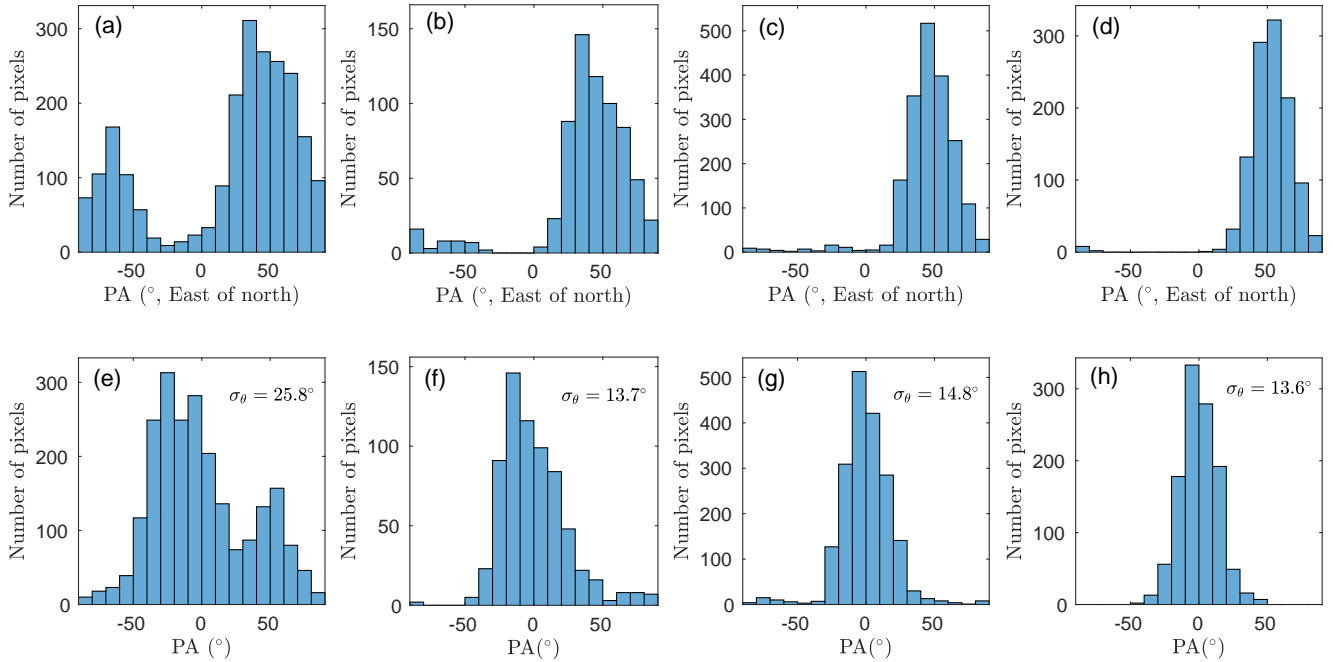 (a)
Number of pixels
300
200
100
0
-50 0 50
PA (°, East of north)
(b)
Number of pixels
150
100
50
0
-50 0 50
PA (°, East of north)
(c)
Number of pixels
500
400
300
200
100
0
-50 0 50
PA (°, East of north)
(d)
Number of pixels
300
200
100
0
-50 0 50
PA (°, East of north)
(e)
σθ = 25.8°
Number of pixels
300
200
100
0
-50 0 50
PA (°)
(f)
σθ = 13.7°
Number of pixels
150
100
50
0
-50 0 50
PA(°)
(g)
σθ = 14.8°
Number of pixels
500
400
300
200
100
0
-50 0 50
PA(°)
(h)
σθ = 13.6°
Number of pixels
300
200
100
0
-50 0 50
PA(°)